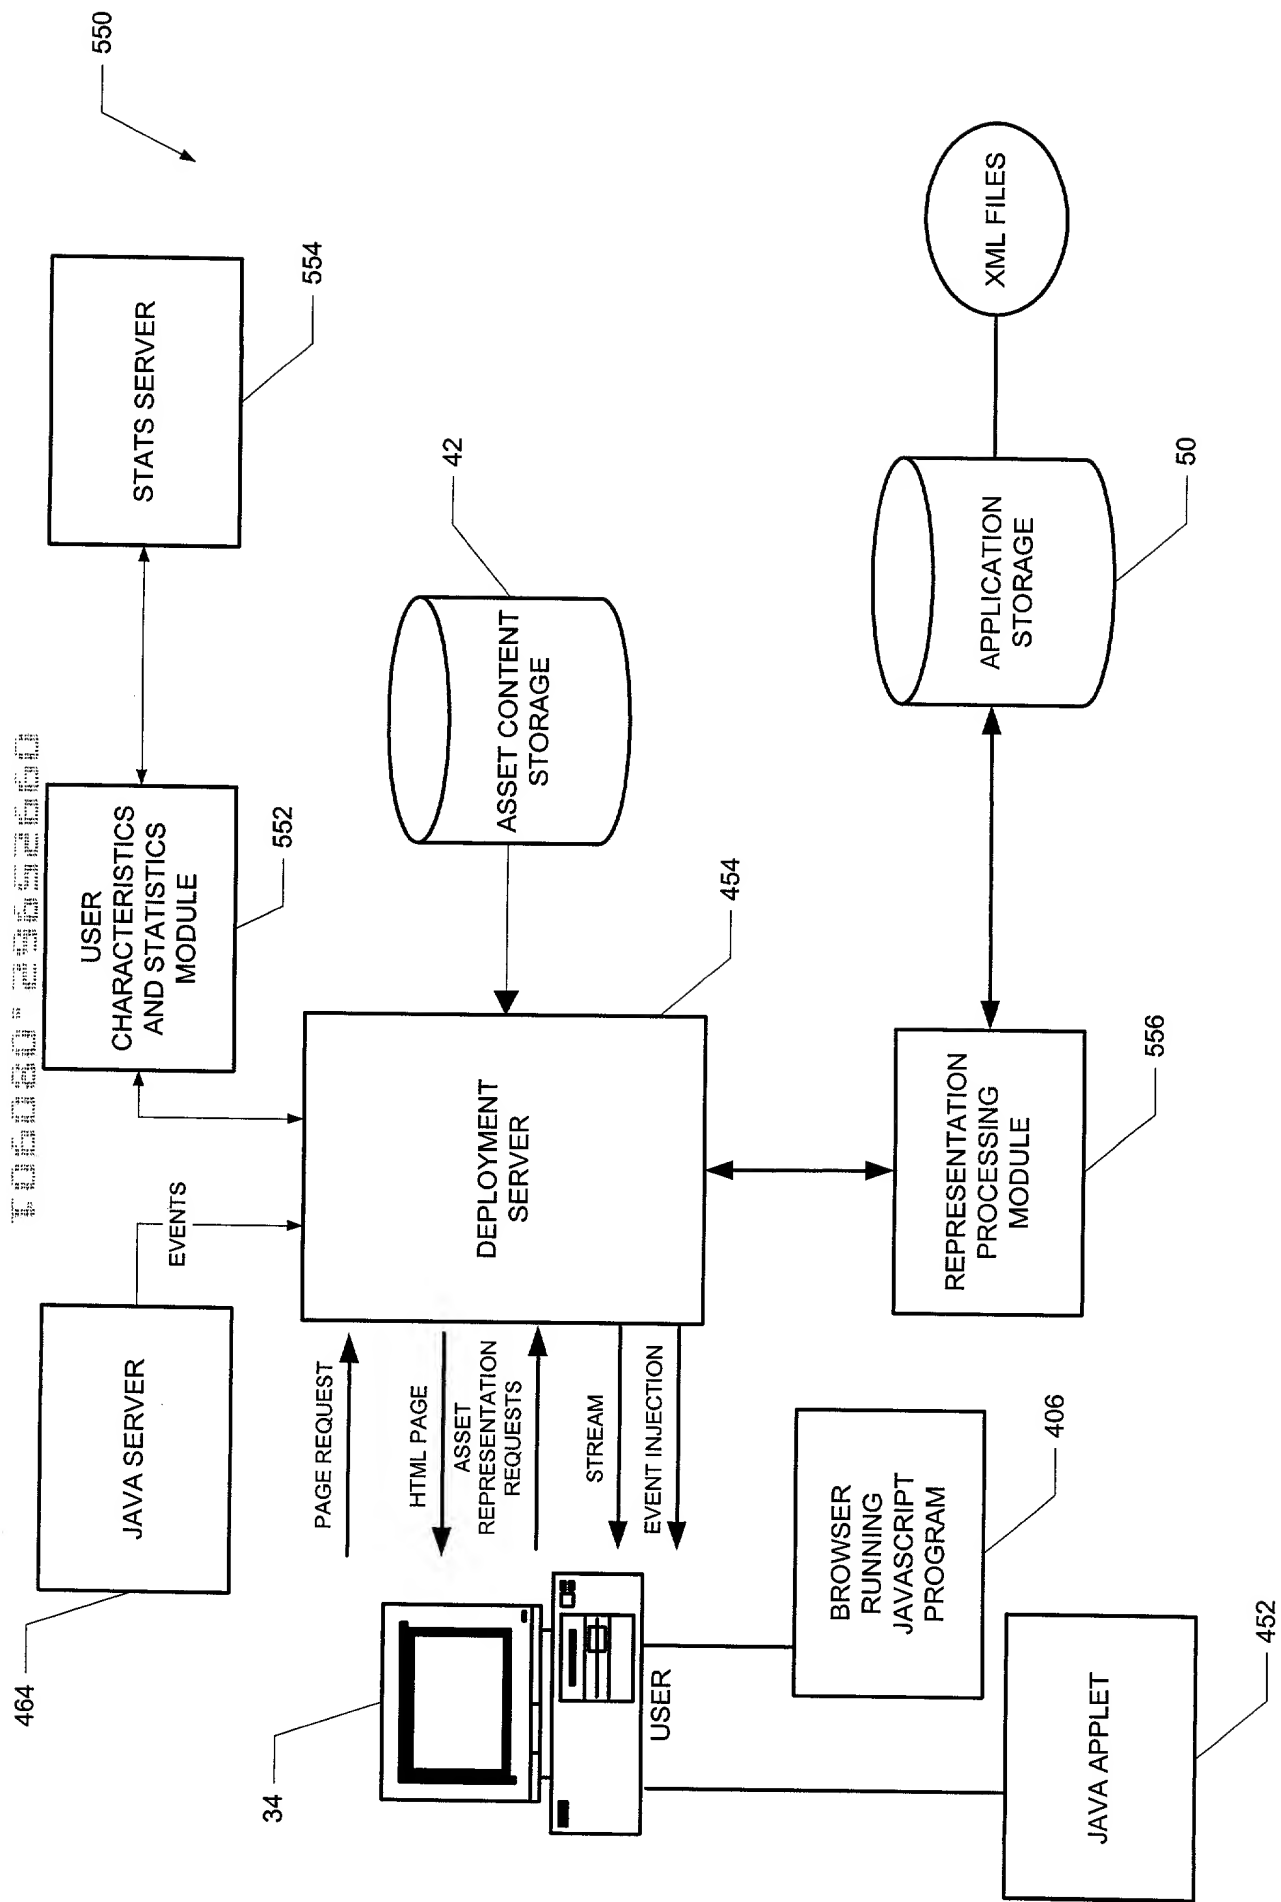 550
STATS SERVER
554
USER
CHARACTERISTICS
AND STATISTICS
MODULE
552
JAVA SERVER
464
EVENTS
ASSET CONTENT
STORAGE
42
DEPLOYMENT
SERVER
454
PAGE REQUEST
HTML PAGE
ASSET
REPRESENTATION
REQUESTS
STREAM
EVENT INJECTION
34
USER
BROWSER
RUNNING
JAVASCRIPT
PROGRAM
406
JAVA APPLET
452
REPRESENTATION
PROCESSING
MODULE
556
APPLICATION
STORAGE
50
XML FILES